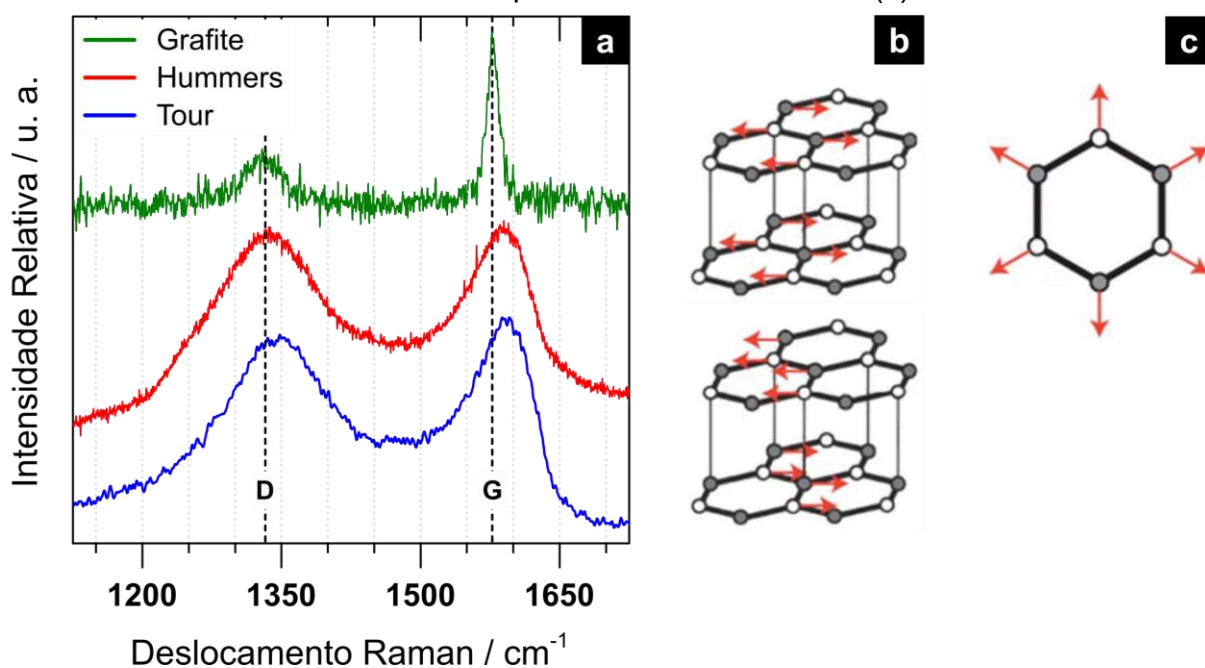 (a)
a
b
c
Grafite
Hummers
Tour
Intensidade Relativa / u. a.
D
G
1200 1350 1500 1650
Deslocamento Raman / cm⁻¹